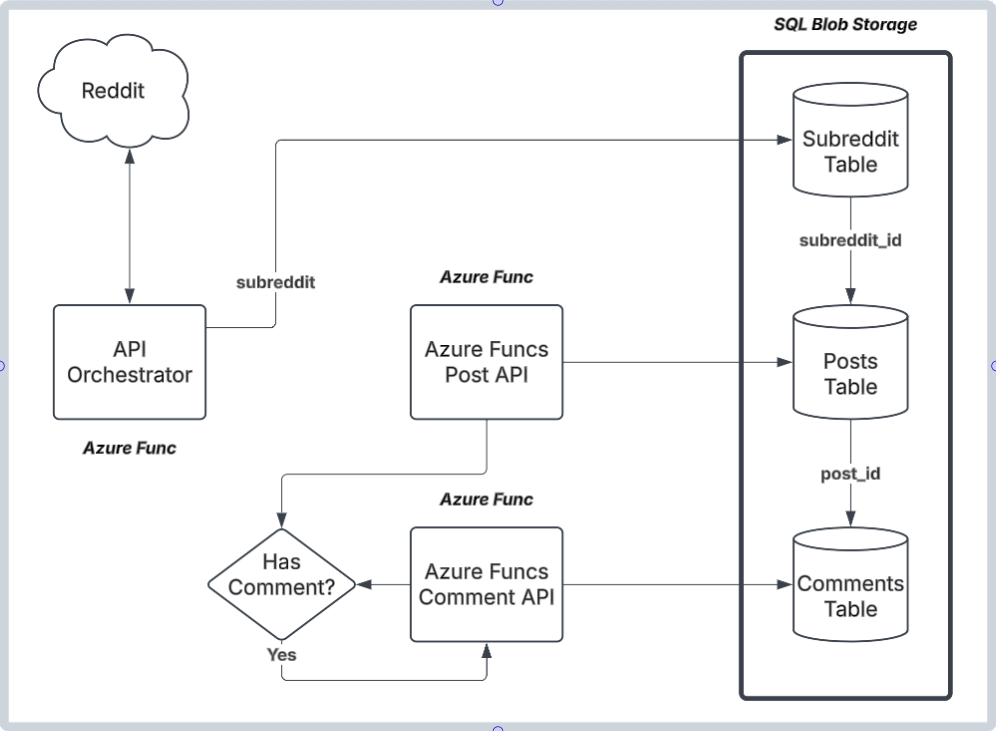 SQL Blob Storage
Reddit
Subreddit
Table
subreddit_id
subreddit
Azure Func
API
Orchestrator
Azure Funcs
Post API
Posts
Table
Azure Func
post_id
Azure Func
Has
Comment?
Azure Funcs
Comment API
Comments
Table
Yes